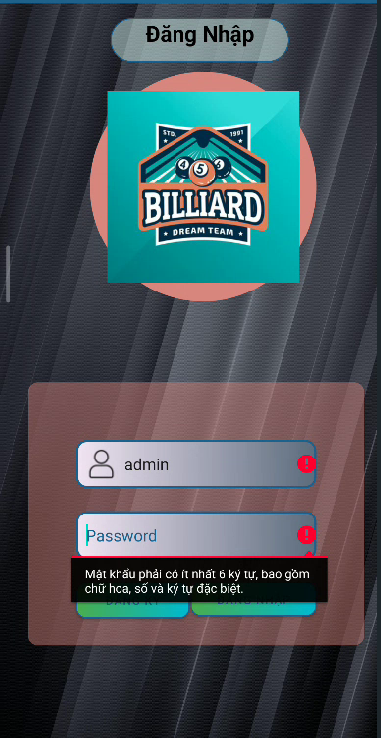 Đăng Nhập
STD. 1991
4 5 8
BILLIARD
DREAM TEAM
admin
Password
Mật khẩu phải có ít nhất 6 ký tự, bao gồm
chữ hoa, số và ký tự đặc biệt.